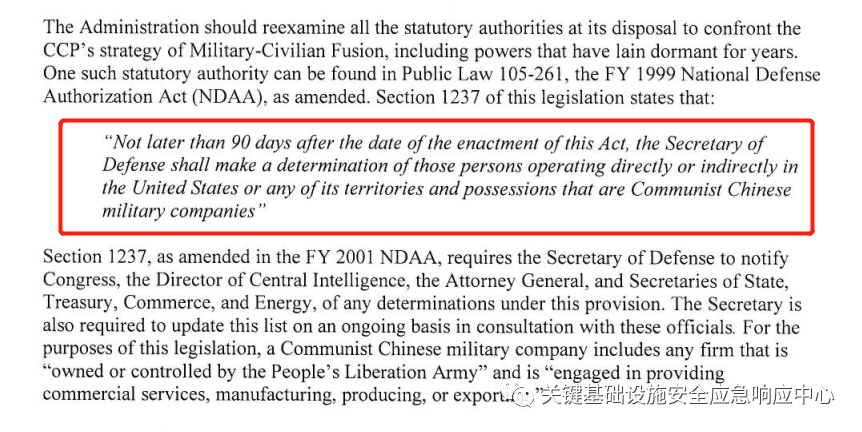 The Administration should reexamine all the statutory authorities at its disposal to confront the
CCP's strategy of Military-Civilian Fusion, including powers that have lain dormant for years.
One such statutory authority can be found in Public Law 105-261, the FY 1999 National Defense
Authorization Act (NDAA), as amended. Section 1237 of this legislation states that:
“Not later than 90 days after the date of the enactment of this Act, the Secretary of
Defense shall make a determination of those persons operating directly or indirectly in
the United States or any of its territories and possessions that are Communist Chinese
military companies”
Section 1237, as amended in the FY 2001 NDAA, requires the Secretary of Defense to notify
Congress, the Director of Central Intelligence, the Attorney General, and Secretaries of State,
Treasury, Commerce, and Energy, of any determinations under this provision. The Secretary is
also required to update this list on an ongoing basis in consultation with these officials. For the
purposes of this legislation, a Communist Chinese military company includes any firm that is
“owned or controlled by the People's Liberation Army” and is “engaged in providing
commercial services, manufacturing, producing, or
关键基础设施安全应急响应中心